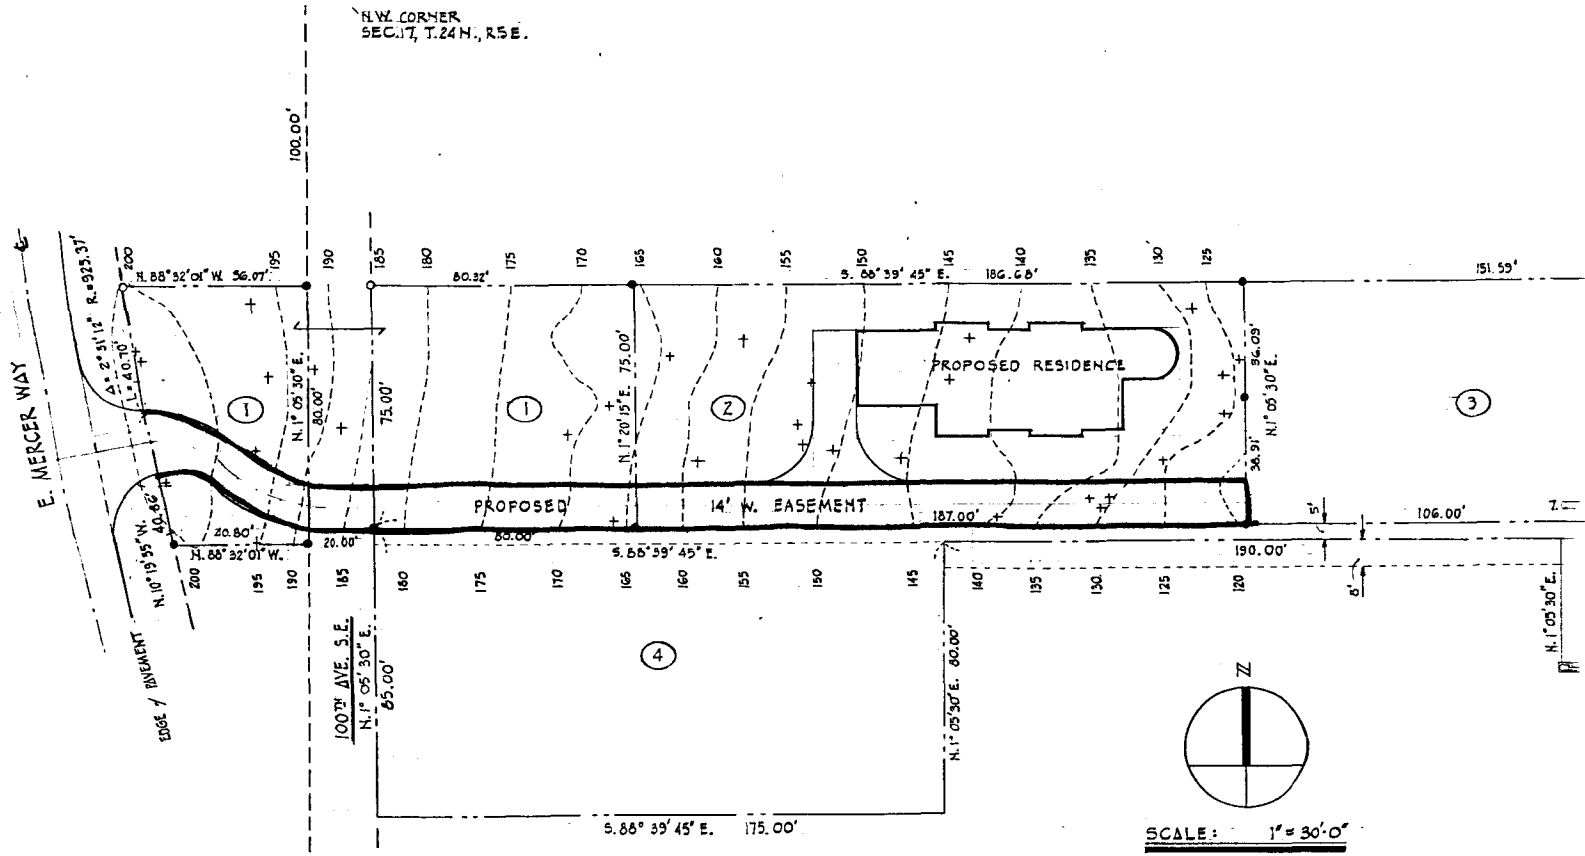 N.W. CORNER
SEC. 17, T. 24 N., R5E.
100.00'
200
195
190
185
180
175
170
165
160
155
150
145
140
135
130
125
N. 88° 32' 01" W. 56.07'
80.32'
S. 88° 39' 45" E. 186.68'
151.59'
Δ= 2° 31' 12" R.=925.37'
L= 40.70'
E. MERCER WAY
1
N. 1° 05' 30" E.
80.00'
75.00'
1
N. 1° 20' 15" E. 75.00'
2
PROPOSED RESIDENCE
36.09'
N. 1° 05' 30" E.
38.91'
3
PROPOSED 14' W. EASEMENT
187.00'
5'
106.00'
N. 10° 15' 55" W.
40.86'
20.80'
N. 88° 32' 01" W.
20.00'
80.00'
S. 88° 39' 45" E.
190.00'
8'
200
195
190
185
180
175
170
165
160
155
150
145
140
135
130
125
120
N. 1° 05' 30" E.
EDGE / PAVEMENT
100TH AVE. S.E.
N. 1° 05' 30" E.
85.00'
4
N. 1° 05' 30" E. 80.00'
S. 88° 39' 45" E. 175.00'
N
SCALE: 1" = 30'-0"